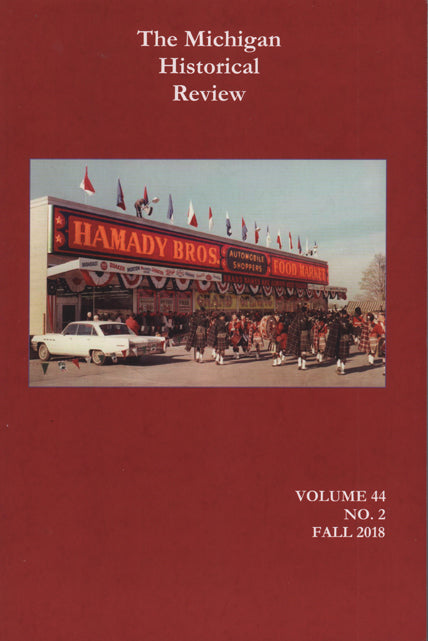 The Michigan
Historical
Review
HAMADY BROS.
AUTOMOBILE
SHOPPERS
FOOD MARKET
VOLUME 44
NO. 2
FALL 2018